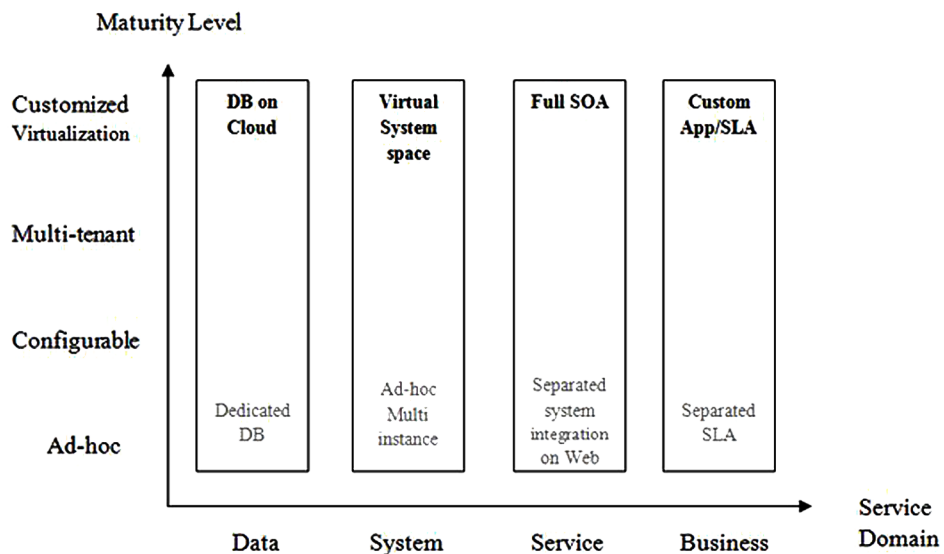 Maturity Level
Customized
Virtualization
Multi-tenant
Configurable
Ad-hoc
DB on
Cloud
Dedicated
DB
Virtual
System
space
Ad-hoc
Multi
instance
Full SOA
Separated
system
integration
on Web
Custom
App/SLA
Separated
SLA
Data
System
Service
Business
Service
Domain